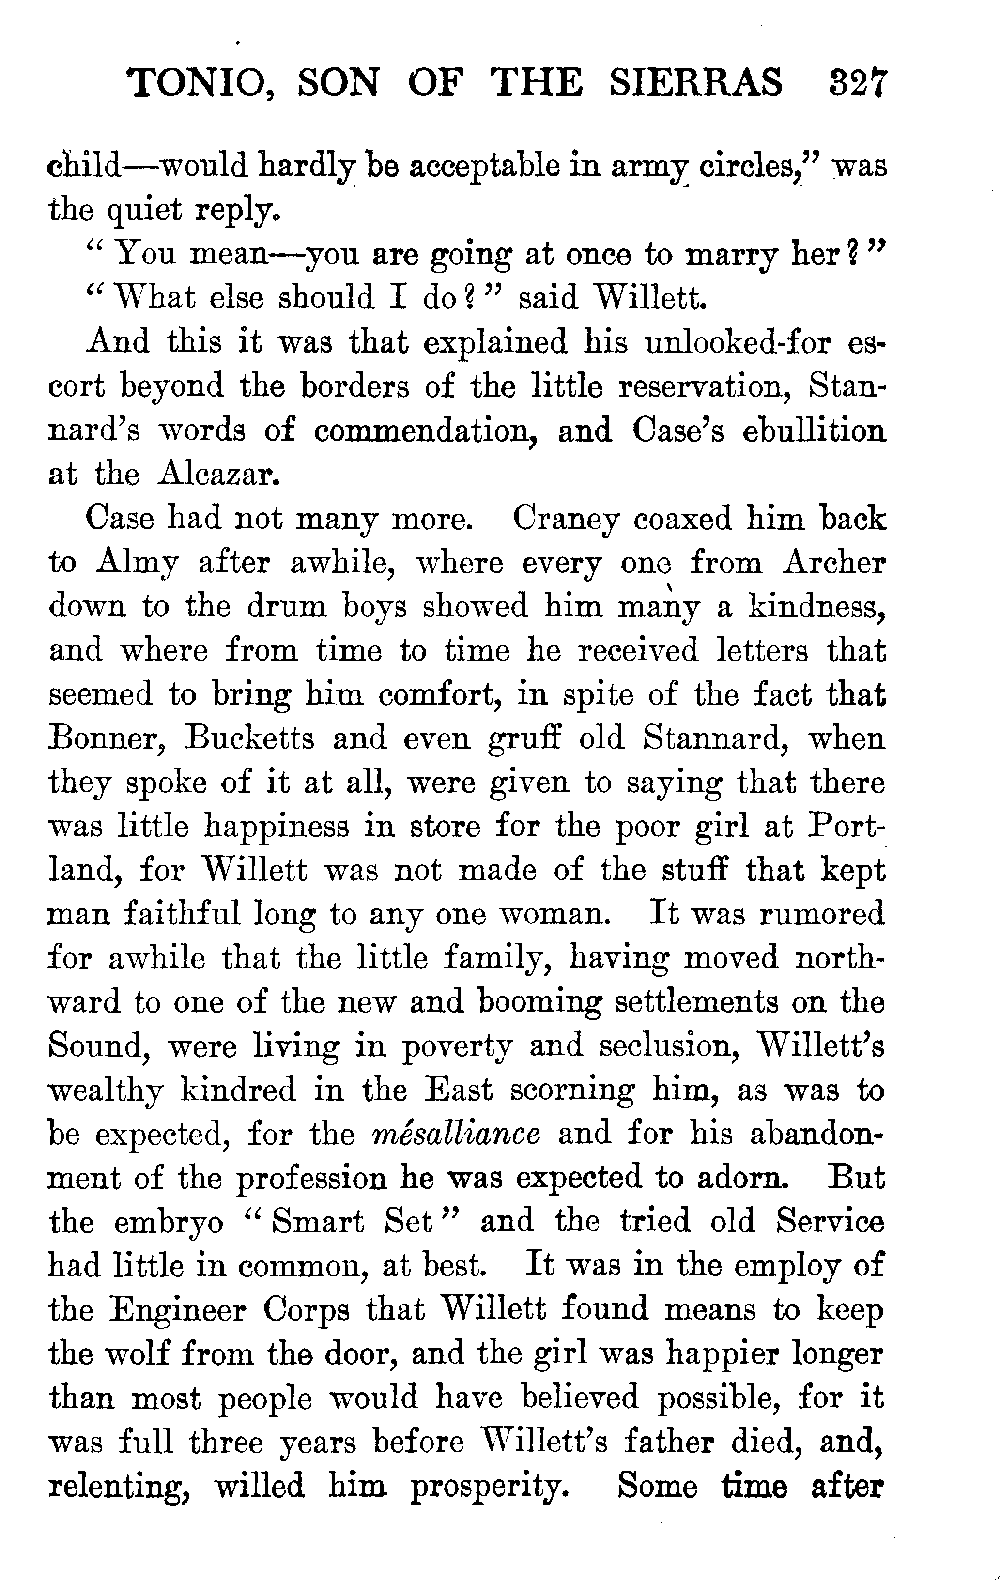 TONIO, SON OF THE SIERRAS 327
child—would hardly be acceptable in army circles,” was
the quiet reply.
“ You mean—you are going at once to marry her? ”
“ What else should I do? ” said Willett.
And this it was that explained his unlooked-for es-
cort beyond the borders of the little reservation, Stan-
nard’s words of commendation, and Case’s ebullition
at the Alcazar.
Case had not many more. Craney coaxed him back
to Almy after awhile, where every one from Archer
down to the drum boys showed him many a kindness,
and where from time to time he received letters that
seemed to bring him comfort, in spite of the fact that
Bonner, Bucketts and even gruff old Stannard, when
they spoke of it at all, were given to saying that there
was little happiness in store for the poor girl at Port-
land, for Willett was not made of the stuff that kept
man faithful long to any one woman. It was rumored
for awhile that the little family, having moved north-
ward to one of the new and booming settlements on the
Sound, were living in poverty and seclusion, Willett’s
wealthy kindred in the East scorning him, as was to
be expected, for the mésalliance and for his abandon-
ment of the profession he was expected to adorn. But
the embryo “ Smart Set ” and the tried old Service
had little in common, at best. It was in the employ of
the Engineer Corps that Willett found means to keep
the wolf from the door, and the girl was happier longer
than most people would have believed possible, for it
was full three years before Willett’s father died, and,
relenting, willed him prosperity. Some time after